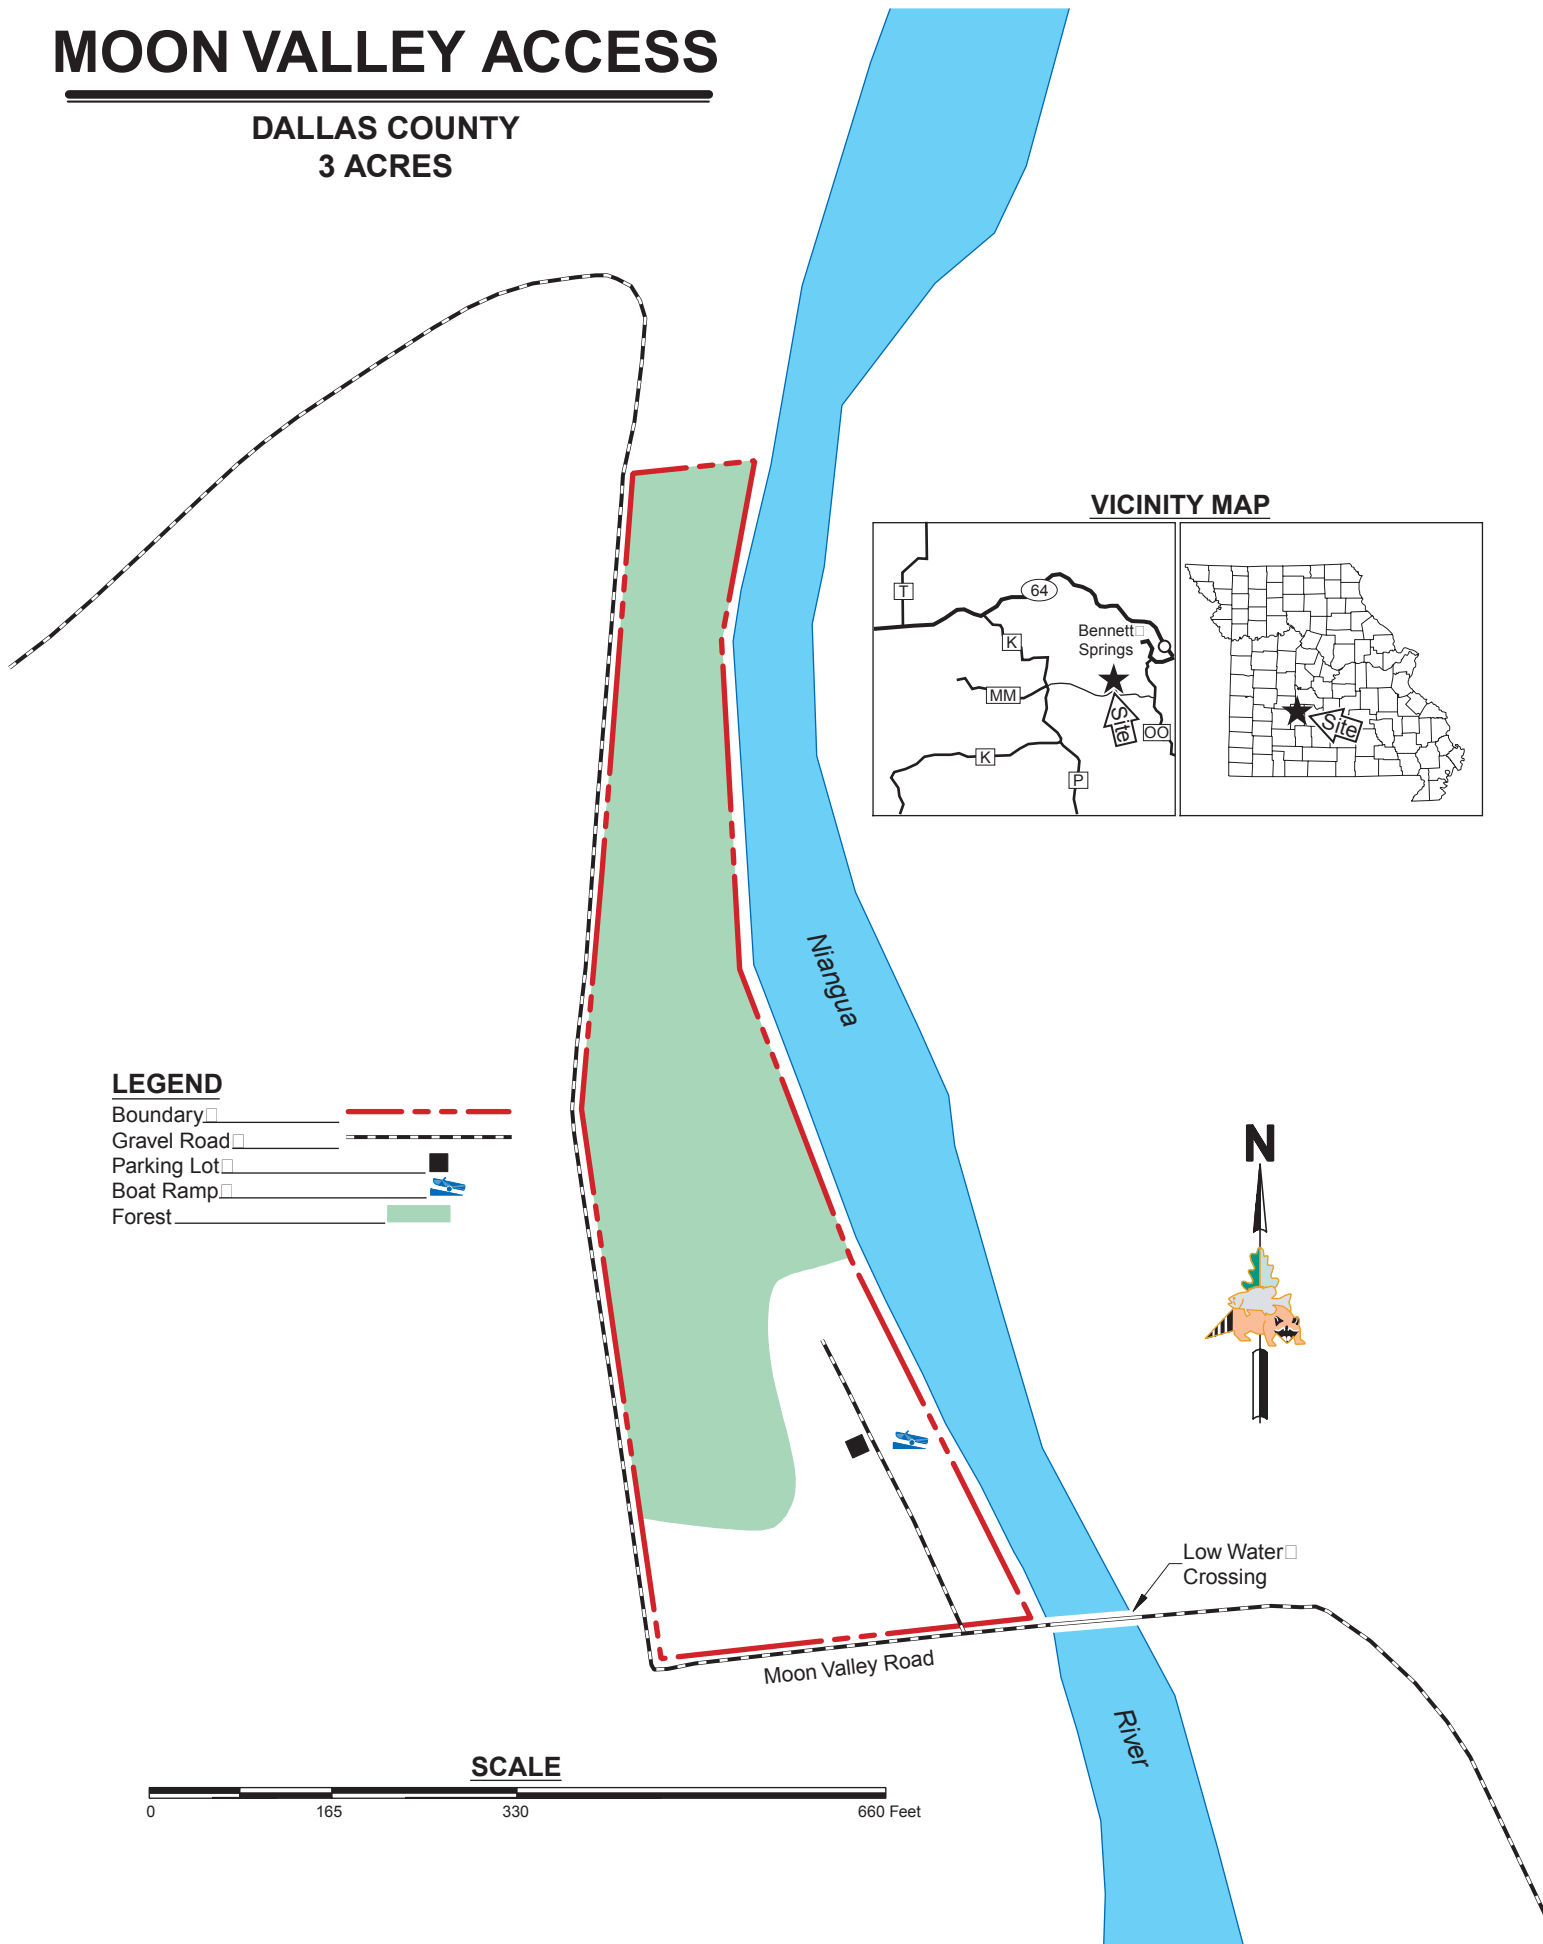 MOON VALLEY ACCESS
DALLAS COUNTY
3 ACRES
VICINITY MAP
T
64
K
Bennett
Springs
MM
Site
OO
K
P
Site
Niangua
LEGEND
Boundary
Gravel Road
Parking Lot
Boat Ramp
Forest
N
Low Water
Crossing
Moon Valley Road
River
SCALE
0 165 330 660 Feet